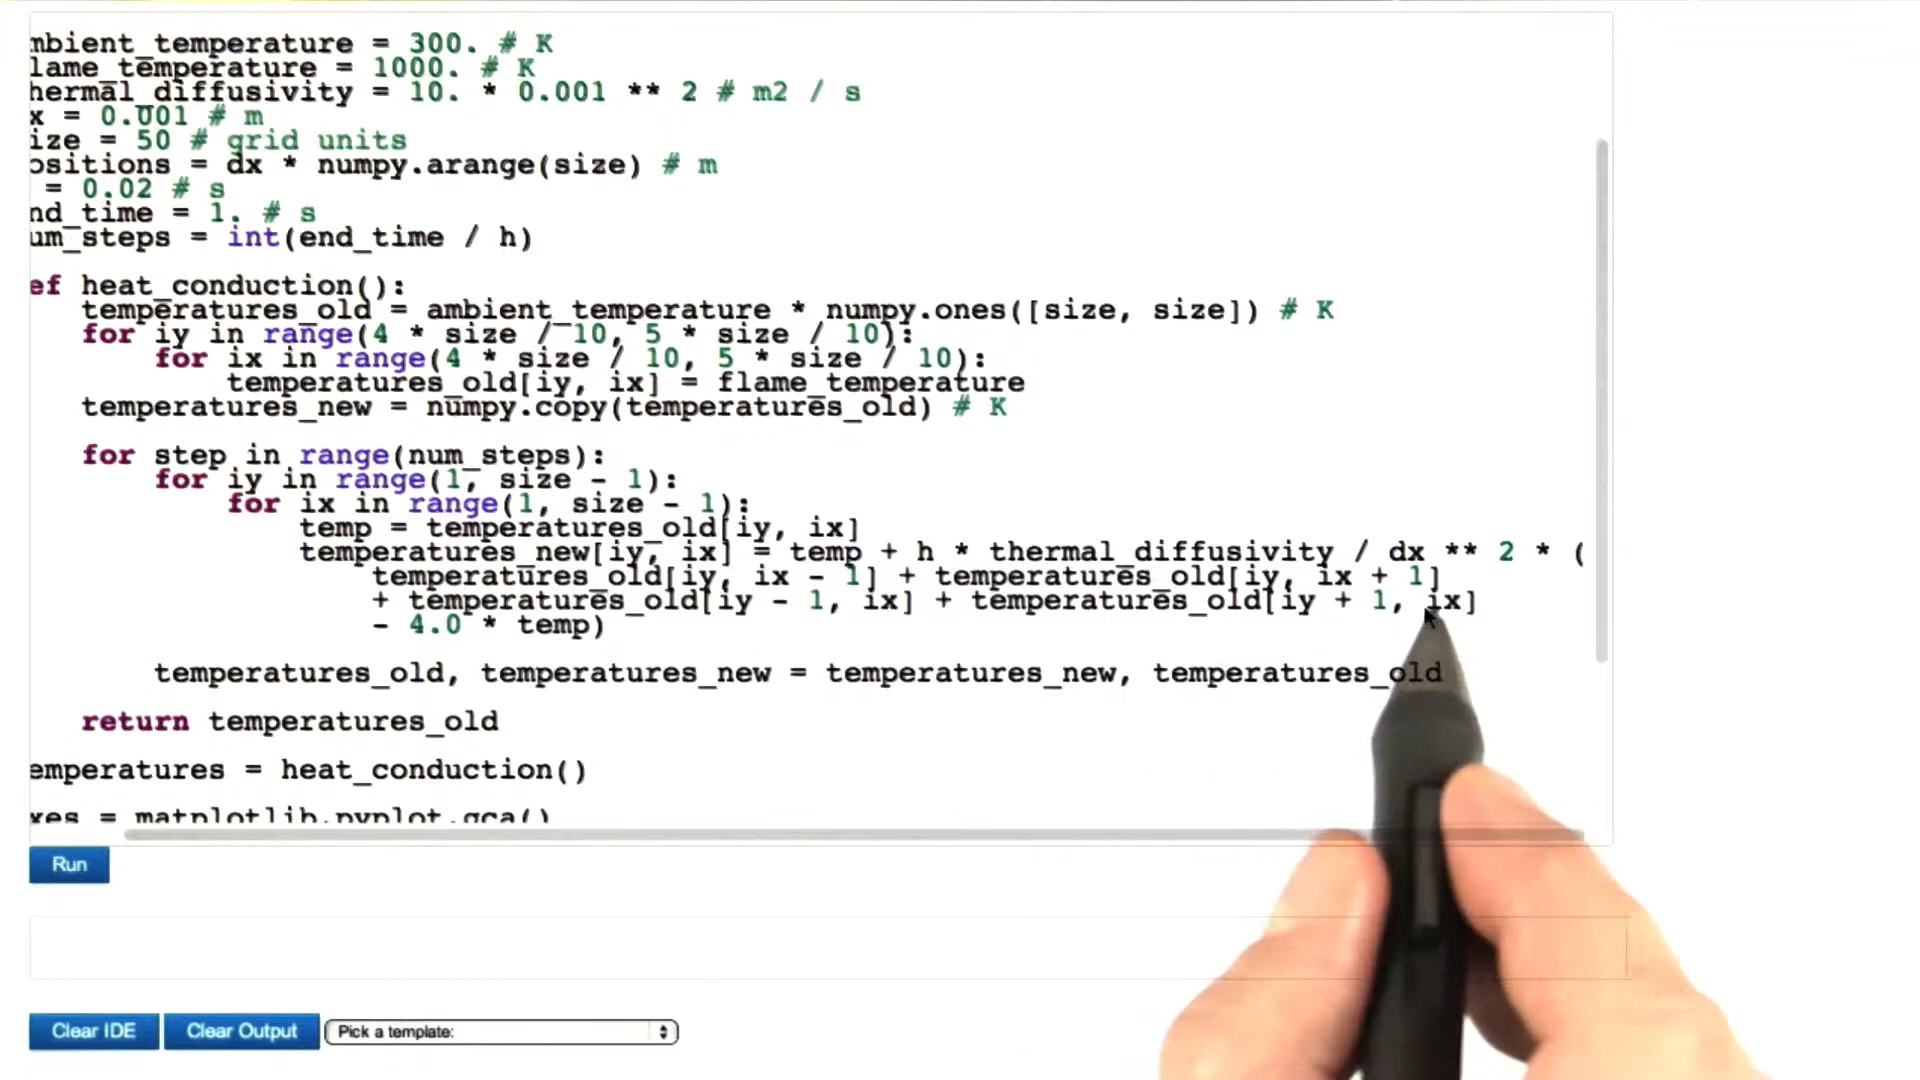 mbient_temperature = 300. # K
lame_temperature = 1000. # K
hermal_diffusivity = 10. * 0.001 ** 2 # m2 / s
x = 0.001 # m
ize = 50 # grid units
ositions = dx * numpy.arange(size) # m
= 0.02 # s
nd_time = 1. # s
um_steps = int(end_time / h)
ef heat_conduction():
temperatures_old = ambient_temperature * numpy.ones([size, size]) # K
for iy in range(4 * size / 10, 5 * size / 10):
for ix in range(4 * size / 10, 5 * size / 10):
temperatures_old[iy, ix] = flame_temperature
temperatures_new = numpy.copy(temperatures_old) # K
for step in range(num_steps):
for iy in range(1, size - 1):
for ix in range(1, size - 1):
temp = temperatures_old[iy, ix]
temperatures_new[iy, ix] = temp + h * thermal_diffusivity / dx ** 2 * (
temperatures_old[iy, ix - 1] + temperatures_old[iy, ix + 1]
+ temperatures_old[iy - 1, ix] + temperatures_old[iy + 1, ix]
- 4.0 * temp)
temperatures_old, temperatures_new = temperatures_new, temperatures_old
return temperatures_old
emperatures = heat_conduction()
xes = matplotlib.pyplot.gca()
Run
Clear IDE Clear Output Pick a template: